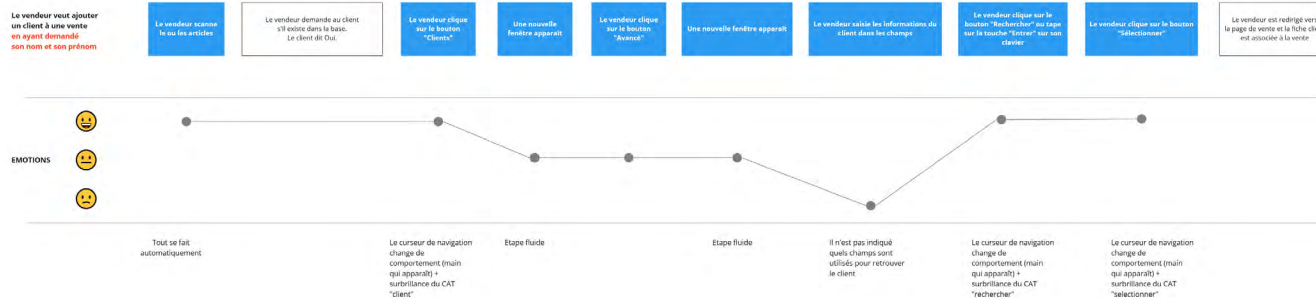 Le vendeur veut ajouter
un client à une vente
en ayant demandé
son nom et son prénom
Le vendeur scanne
le ou les articles
Le vendeur demande au client
s'il existe dans la base.
Le client dit Oui.
Le vendeur clique
sur le bouton
"Clients"
Une nouvelle
fenêtre apparaît
Le vendeur clique
sur le bouton
"Avancé"
Une nouvelle fenêtre apparaît
Le vendeur saisie les informations du
client dans les champs
Le vendeur clique sur le
bouton "Rechercher" ou tape
sur la touche "Entrer" sur son
clavier
Le vendeur clique sur le bouton
"Sélectionner"
Le vendeur est redirigé vers
la page de vente et la fiche
est associée à la vente
EMOTIONS
Tout se fait
automatiquement
Le curseur de navigation
change de
comportement (main
qui apparaît) +
surbrillance du CAT
"client"
Etape fluide
Etape fluide
Il n'est pas indiqué
quels champs sont
utilisés pour retrouver
le client
Le curseur de navigation
change de
comportement (main
qui apparaît) +
surbrillance du CAT
"rechercher"
Le curseur de navigation
change de
comportement (main
qui apparaît) +
surbrillance du CAT
"selectionner"